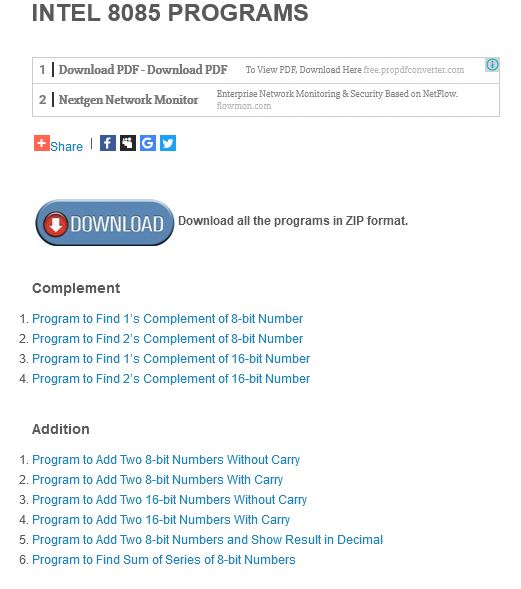 INTEL 8085 PROGRAMS
1 | Download PDF - Download PDF To View PDF, Download Here free.propdfconverter.com
2 | Nextgen Network Monitor Enterprise Network Monitoring & Security Based on NetFlow.
flowmon.com
Share |
DOWNLOAD Download all the programs in ZIP format.
Complement
1. Program to Find 1's Complement of 8-bit Number
2. Program to Find 2's Complement of 8-bit Number
3. Program to Find 1's Complement of 16-bit Number
4. Program to Find 2's Complement of 16-bit Number
Addition
1. Program to Add Two 8-bit Numbers Without Carry
2. Program to Add Two 8-bit Numbers With Carry
3. Program to Add Two 16-bit Numbers Without Carry
4. Program to Add Two 16-bit Numbers With Carry
5. Program to Add Two 8-bit Numbers and Show Result in Decimal
6. Program to Find Sum of Series of 8-bit Numbers